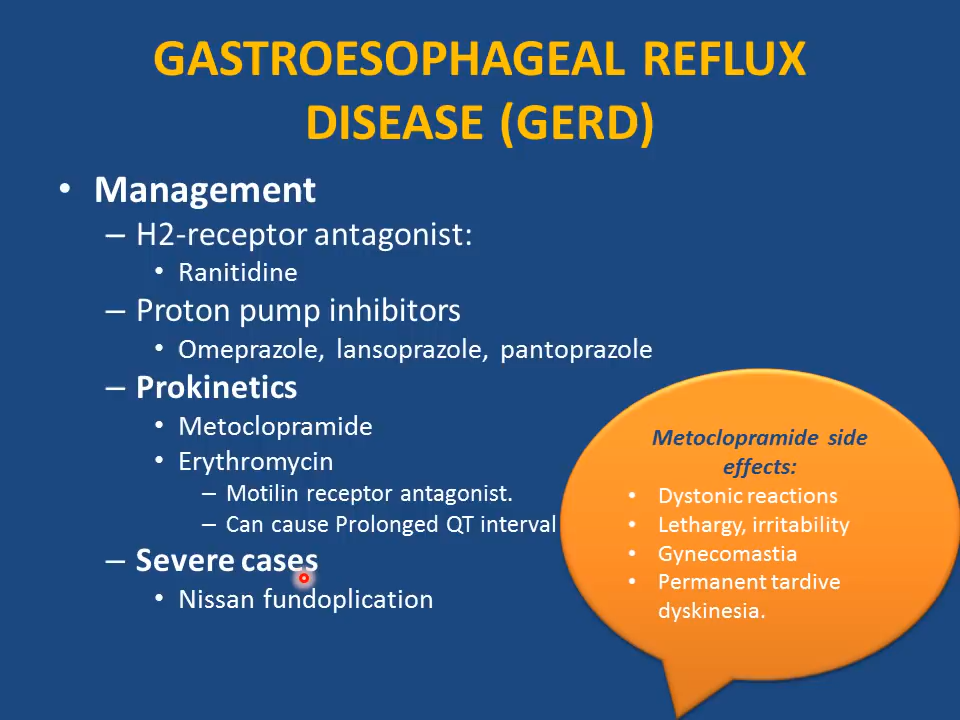 GASTROESOPHAGEAL REFLUX
DISEASE (GERD)
• Management
– H2-receptor antagonist:
• Ranitidine
– Proton pump inhibitors
• Omeprazole, lansoprazole, pantoprazole
– Prokinetics
• Metoclopramide
• Erythromycin
– Motilin receptor antagonist.
– Can cause Prolonged QT interval
– Severe cases
• Nissan fundoplication
Metoclopramide side
effects:
• Dystonic reactions
• Lethargy, irritability
• Gynecomastia
• Permanent tardive
dyskinesia.